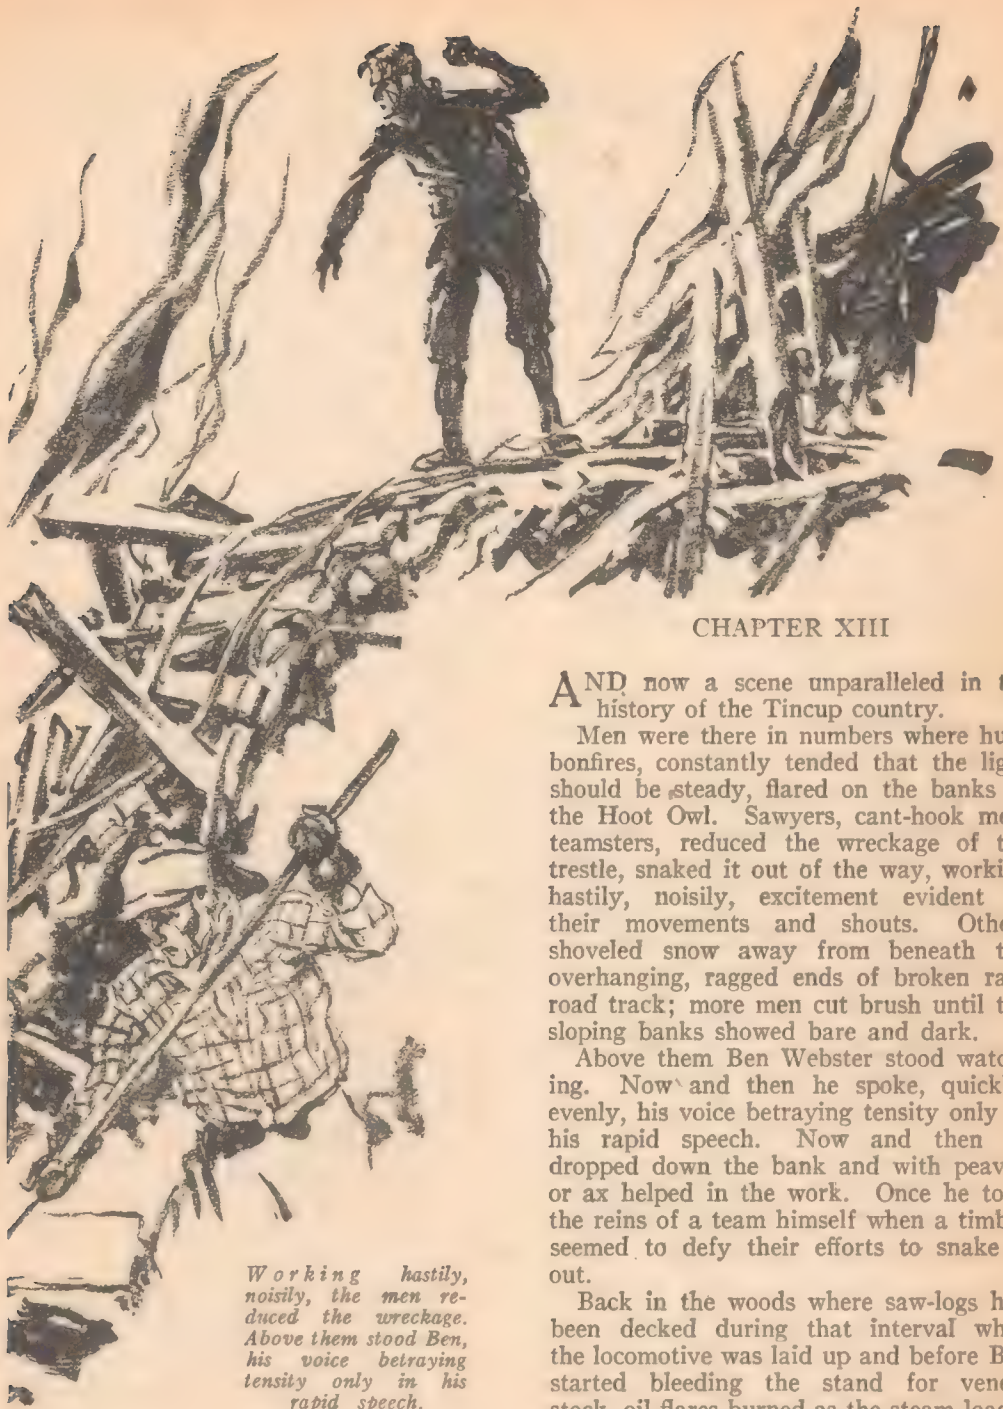 CHAPTER XIII
AND now a scene unparalleled in t
history of the Tincup country.
Men were there in numbers where hu
bonfires, constantly tended that the lig
should be steady, flared on the banks
the Hoot Owl. Sawyers, cant-hook me
teamsters, reduced the wreckage of t
trestle, snaked it out of the way, worki
hastily, noisily, excitement evident
their movements and shouts. Othe
shoveled snow away from beneath t
overhanging, ragged ends of broken ra
road track; more men cut brush until t
sloping banks showed bare and dark.
Above them Ben Webster stood watc
ing. Now and then he spoke, quick
evenly, his voice betraying tensity only
his rapid speech. Now and then
dropped down the bank and with peav
or ax helped in the work. Once he to
the reins of a team himself when a timb
seemed to defy their efforts to snake
out.
Back in the woods where saw-logs h
been decked during that interval wh
the locomotive was laid up and before B
started bleeding the stand for vene
stock, oil flares burned as the steam load
Working hastily,
noisily, the men re-
duced the wreckage.
Above them stood Ben,
his voice betraying
tensity only in his
rapid speech.